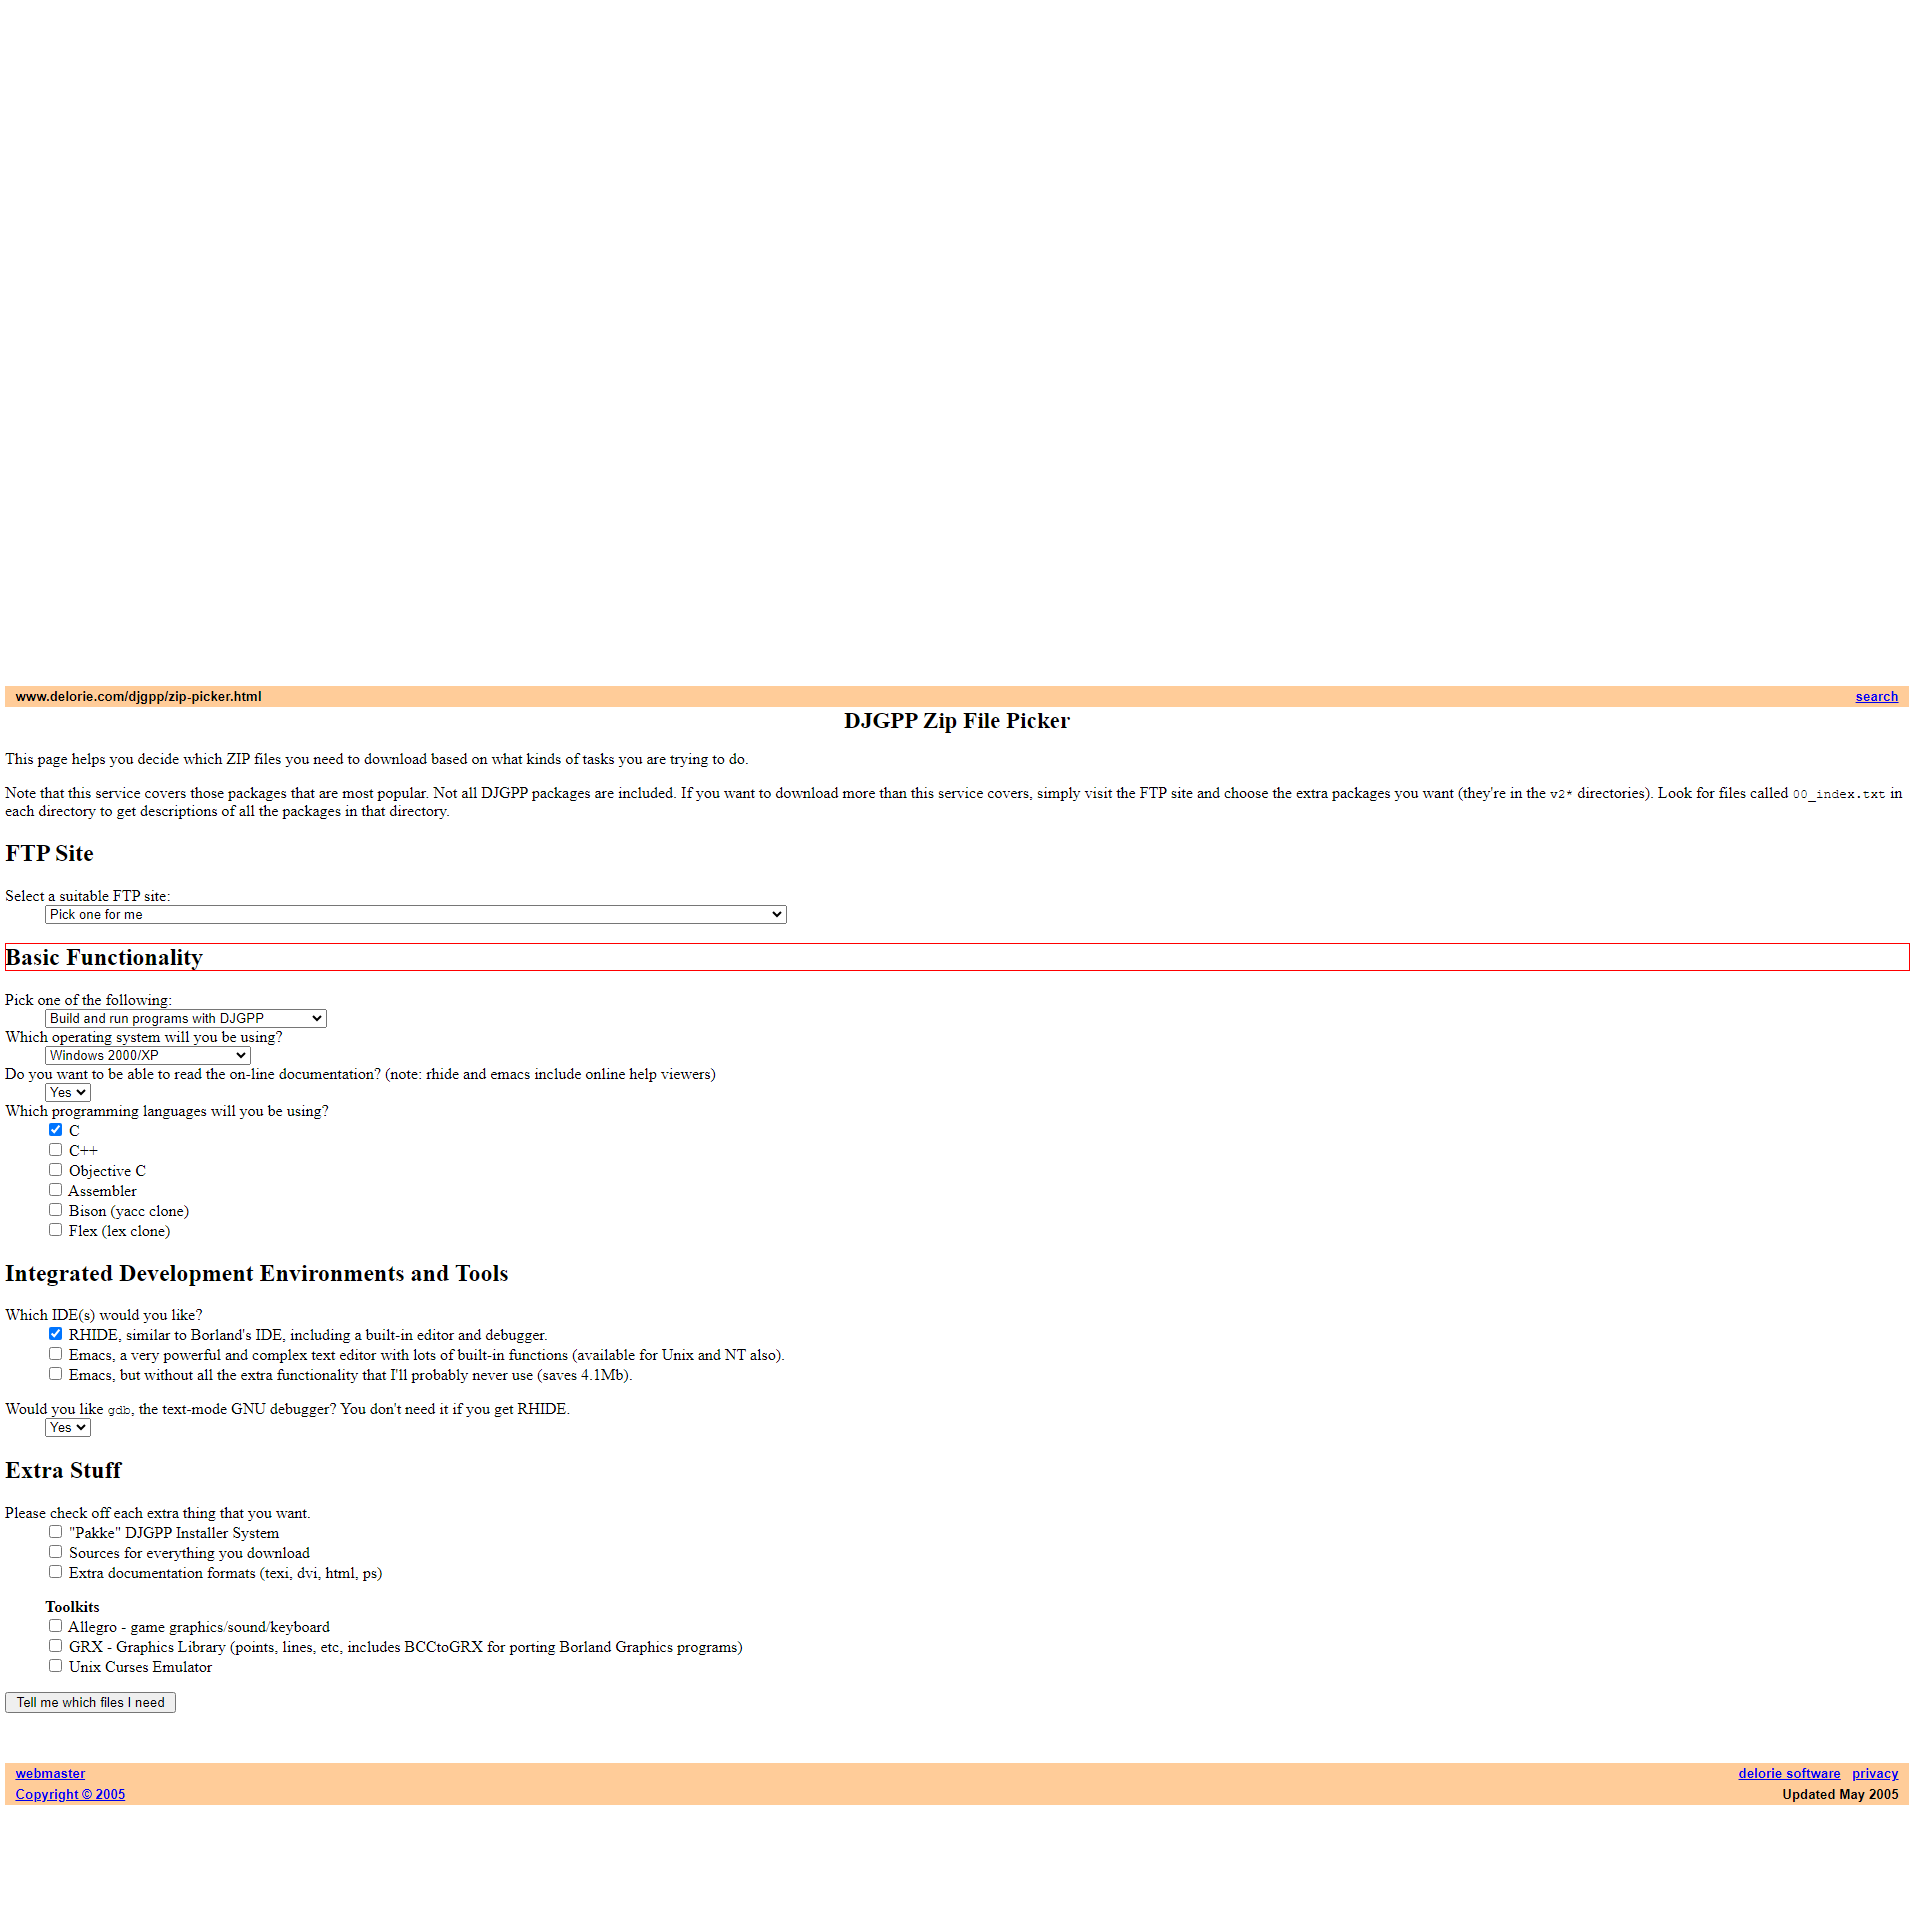 www.delorie.com/djgpp/zip-picker.html search
DJGPP Zip File Picker
This page helps you decide which ZIP files you need to download based on what kinds of tasks you are trying to do.
Note that this service covers those packages that are most popular. Not all DJGPP packages are included. If you want to download more than this service covers, simply visit the FTP site and choose the extra packages you want (they're in the v2* directories). Look for files called 00_index.txt in
each directory to get descriptions of all the packages in that directory.
FTP Site
Select a suitable FTP site:
Pick one for me
Basic Functionality
Pick one of the following:
Build and run programs with DJGPP
Which operating system will you be using?
Windows 2000/XP
Do you want to be able to read the on-line documentation? (note: rhide and emacs include online help viewers)
Yes
Which programming languages will you be using?
C
C++
Objective C
Assembler
Bison (yacc clone)
Flex (lex clone)
Integrated Development Environments and Tools
Which IDE(s) would you like?
RHIDE, similar to Borland's IDE, including a built-in editor and debugger.
Emacs, a very powerful and complex text editor with lots of built-in functions (available for Unix and NT also).
Emacs, but without all the extra functionality that I'll probably never use (saves 4.1Mb).
Would you like gdb, the text-mode GNU debugger? You don't need it if you get RHIDE.
Yes
Extra Stuff
Please check off each extra thing that you want.
"Pakke" DJGPP Installer System
Sources for everything you download
Extra documentation formats (texi, dvi, html, ps)
Toolkits
Allegro - game graphics/sound/keyboard
GRX - Graphics Library (points, lines, etc, includes BCCtoGRX for porting Borland Graphics programs)
Unix Curses Emulator
Tell me which files I need
webmaster delorie software privacy
Copyright © 2005 Updated May 2005